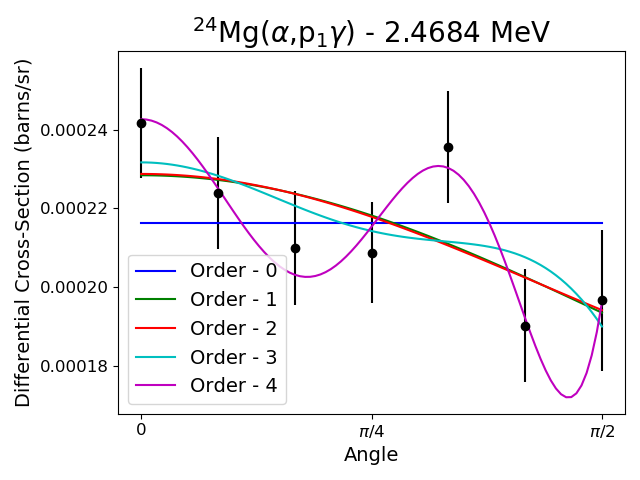 ²⁴Mg(α,p₁γ) - 2.4684 MeV
Differential Cross-Section (barns/sr)
0.00024
0.00022
0.00020
0.00018
Order - 0
Order - 1
Order - 2
Order - 3
Order - 4
0
π/4
π/2
Angle